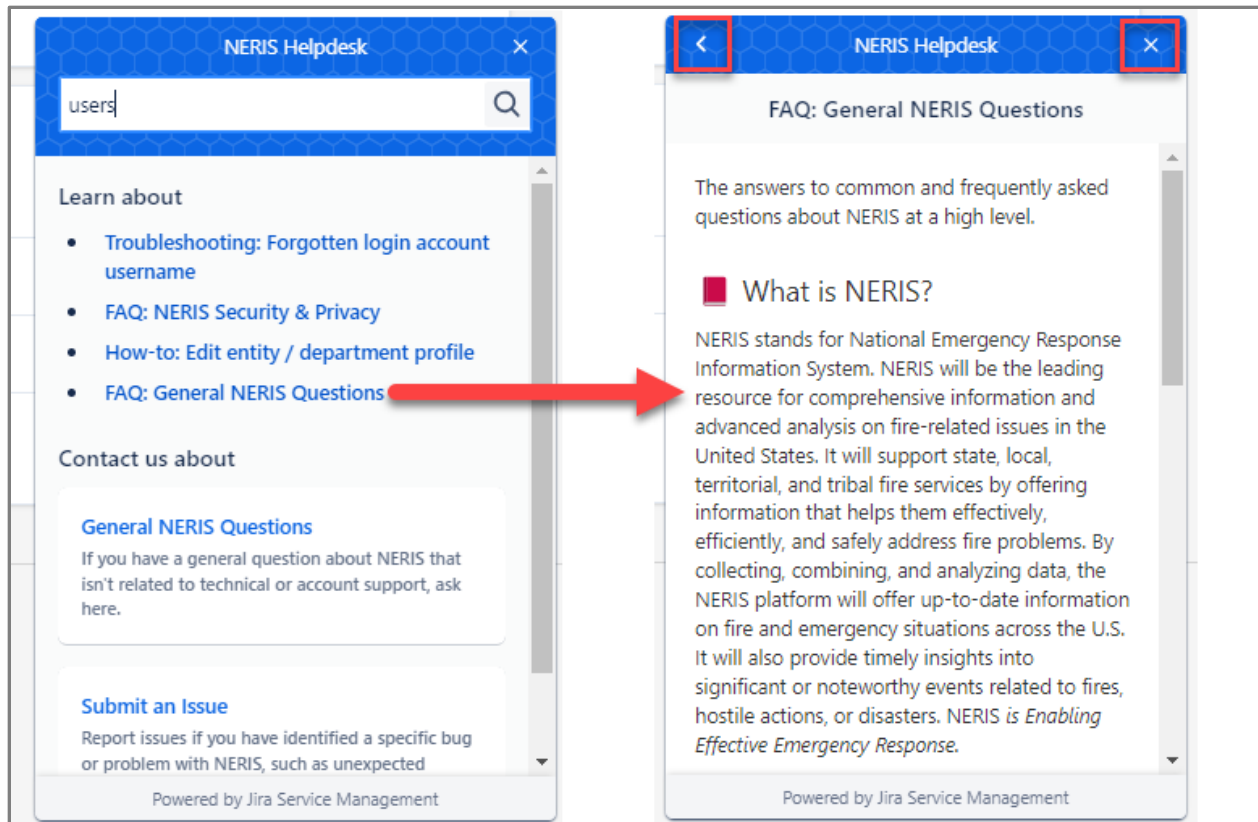 NERIS Helpdesk
users
Learn about
Troubleshooting: Forgotten login account
username
FAQ: NERIS Security & Privacy
How-to: Edit entity / department profile
FAQ: General NERIS Questions
Contact us about
General NERIS Questions
If you have a general question about NERIS that
isn't related to technical or account support, ask
here.
Submit an Issue
Report issues if you have identified a specific bug
or problem with NERIS, such as unexpected
Powered by Jira Service Management
NERIS Helpdesk
FAQ: General NERIS Questions
The answers to common and frequently asked
questions about NERIS at a high level.
What is NERIS?
NERIS stands for National Emergency Response
Information System. NERIS will be the leading
resource for comprehensive information and
advanced analysis on fire-related issues in the
United States. It will support state, local,
territorial, and tribal fire services by offering
information that helps them effectively,
efficiently, and safely address fire problems. By
collecting, combining, and analyzing data, the
NERIS platform will offer up-to-date information
on fire and emergency situations across the U.S.
It will also provide timely insights into
significant or noteworthy events related to fires,
hostile actions, or disasters. NERIS is Enabling
Effective Emergency Response.
Powered by Jira Service Management